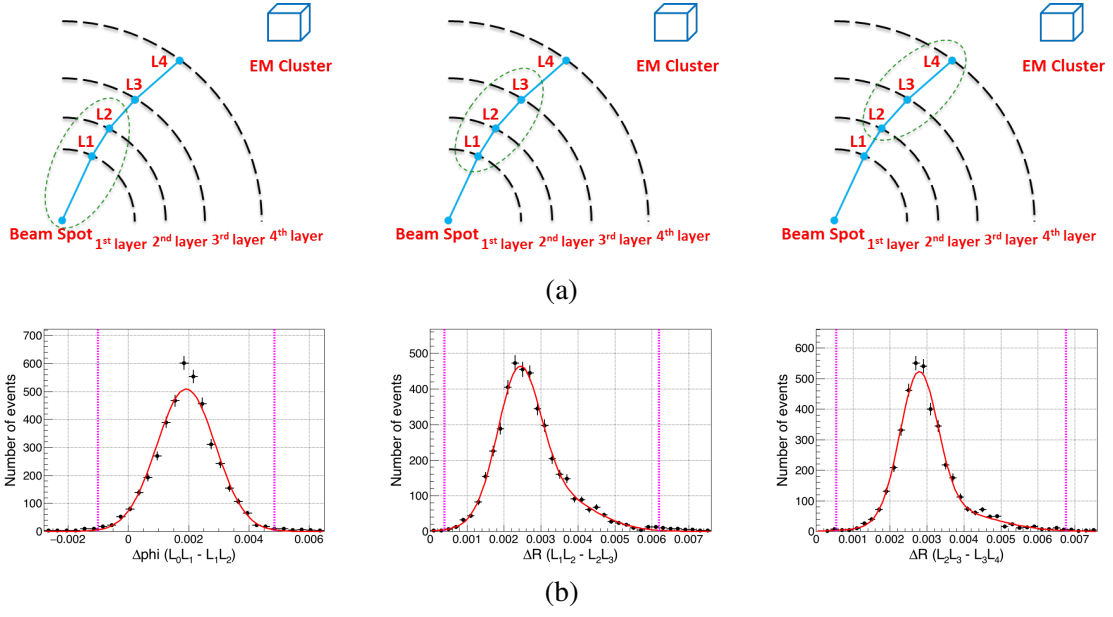 EM Cluster
L4
L3
L2
L1
Beam Spot 1st layer 2nd layer 3rd layer 4th layer
EM Cluster
L4
L3
L2
L1
Beam Spot 1st layer 2nd layer 3rd layer 4th layer
EM Cluster
L4
L3
L2
L1
Beam Spot 1st layer 2nd layer 3rd layer 4th layer
(a)
Number of events
700
600
500
400
300
200
100
0
−0.002 0 0.002 0.004 0.006
Δphi (L0L1 - L1L2)
Number of events
500
400
300
200
100
0
0 0.001 0.002 0.003 0.004 0.005 0.006 0.007
ΔR (L1L2 - L2L3)
Number of events
600
500
400
300
200
100
0
0 0.001 0.002 0.003 0.004 0.005 0.006 0.007
ΔR (L2L3 - L3L4)
(b)